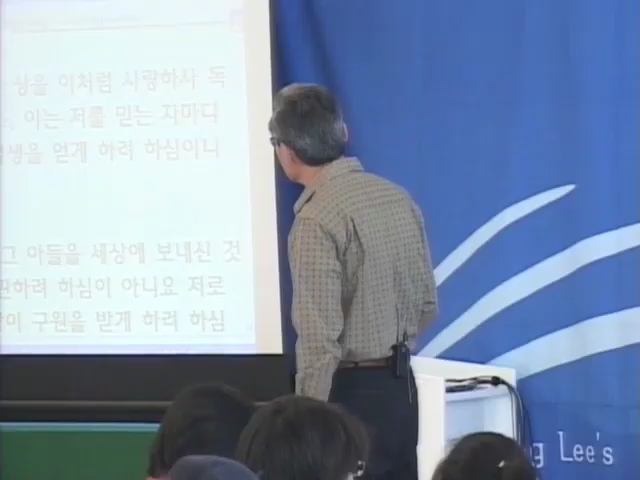 상을 이처럼 사랑하사 독
이는 저를 믿는 자마다
생을 얻게 하려 하심이니
그 아들을 세상에 보내신 것
하려 하심이 아니요 저로
구원을 받게 하려 하심
g Lee's